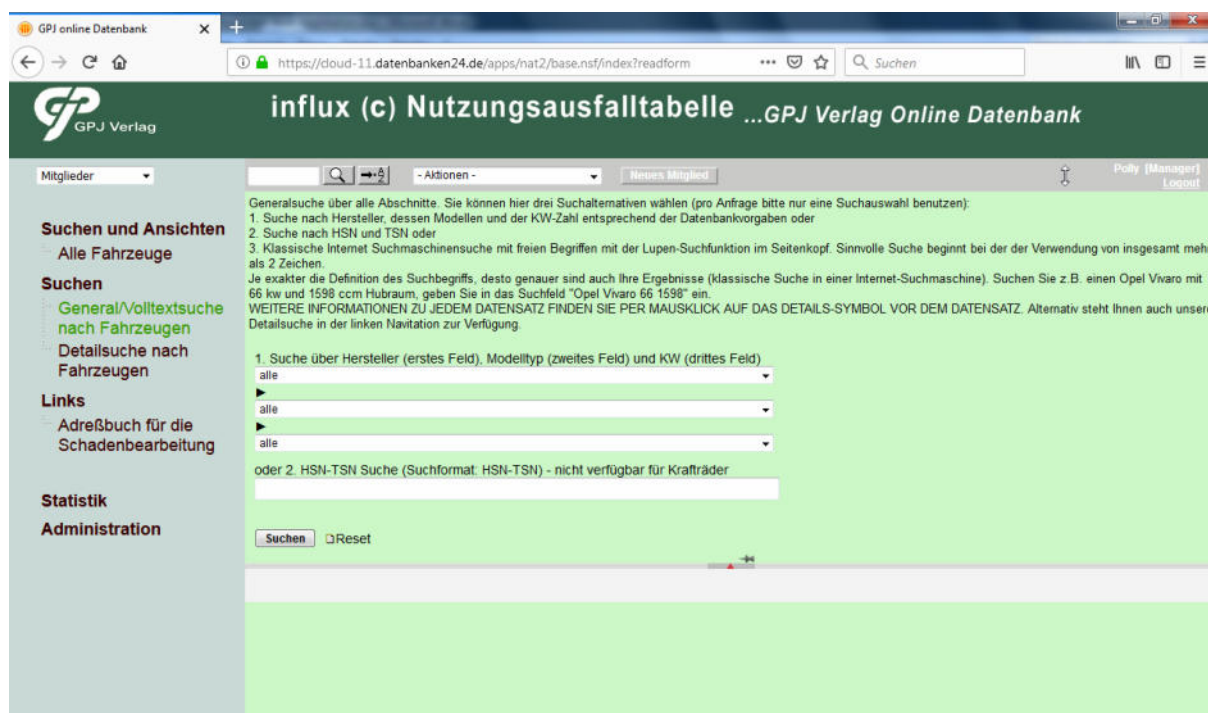 GPJ online Datenbank
https://cloud-11.datenbanken24.de/apps/nat2/base.nsf/index?readform
Suchen
GPJ Verlag
influx (c) Nutzungsausfalltabelle ...GPJ Verlag Online Datenbank
Mitglieder
- Aktionen -
Neues Mitglied
Polly [Manager]
Logout
Suchen und Ansichten
Alle Fahrzeuge
Suchen
General/Volltextsuche
nach Fahrzeugen
Detailsuche nach
Fahrzeugen
Links
Adreßbuch für die
Schadenbearbeitung
Statistik
Administration
Generalsuche über alle Abschnitte. Sie können hier drei Suchalternativen wählen (pro Anfrage bitte nur eine Suchauswahl benutzen):
1. Suche nach Hersteller, dessen Modellen und der KW-Zahl entsprechend der Datenbankvorgaben oder
2. Suche nach HSN und TSN oder
3. Klassische Internet Suchmaschinensuche mit freien Begriffen mit der Lupen-Suchfunktion im Seitenkopf. Sinnvolle Suche beginnt bei der der Verwendung von insgesamt meh
als 2 Zeichen.
Je exakter die Definition des Suchbegriffs, desto genauer sind auch Ihre Ergebnisse (klassische Suche in einer Internet-Suchmaschine). Suchen Sie z.B. einen Opel Vivaro mit
66 kw und 1598 ccm Hubraum, geben Sie in das Suchfeld "Opel Vivaro 66 1598" ein.
WEITERE INFORMATIONEN ZU JEDEM DATENSATZ FINDEN SIE PER MAUSKLICK AUF DAS DETAILS-SYMBOL VOR DEM DATENSATZ. Alternativ steht Ihnen auch unser
Detailsuche in der linken Navitation zur Verfügung.
1. Suche über Hersteller (erstes Feld), Modelltyp (zweites Feld) und KW (drittes Feld)
alle
alle
alle
oder 2. HSN-TSN Suche (Suchformat: HSN-TSN) - nicht verfügbar für Krafträder
Suchen
Reset